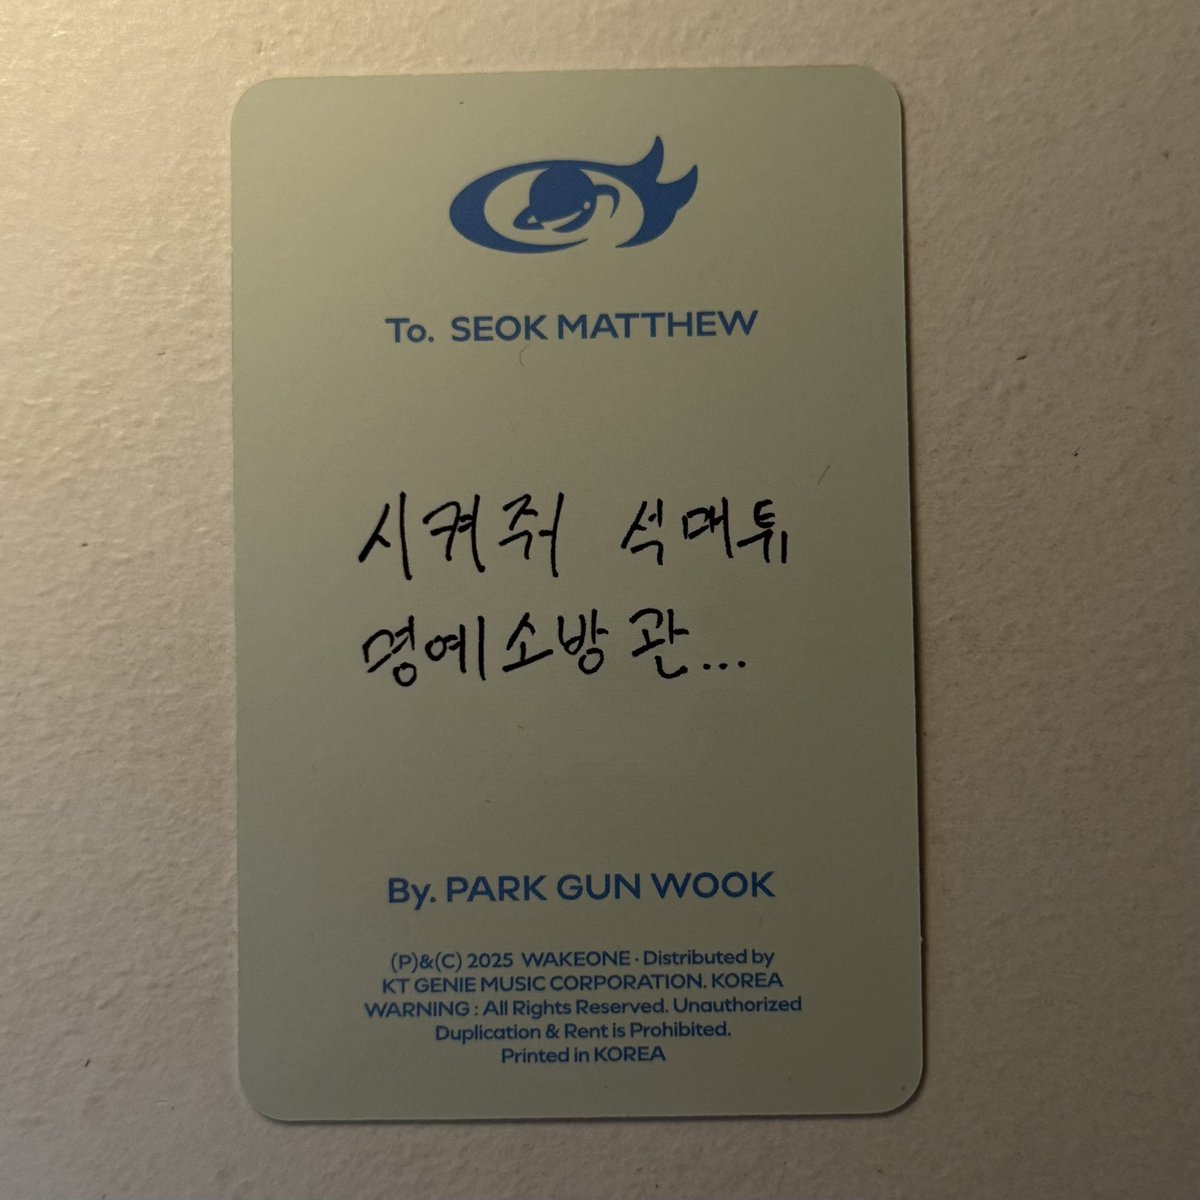 To. SEOK MATTHEW
시켜줘 석매튜
명예소방관...
By. PARK GUN WOOK
(P)&(C) 2025 WAKEONE · Distributed by
KT GENIE MUSIC CORPORATION. KOREA
WARNING : All Rights Reserved. Unauthorized
Duplication & Rent is Prohibited.
Printed in KOREA